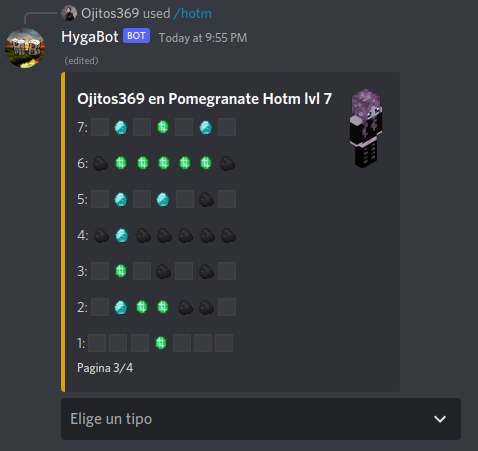 Ojitos369 used /hotm
HygaBot BOT Today at 9:55 PM
(edited)
Ojitos369 en Pomegranate Hotm lvl 7
7:
6:
5:
4:
3:
2:
1:
Pagina 3/4
Elige un tipo